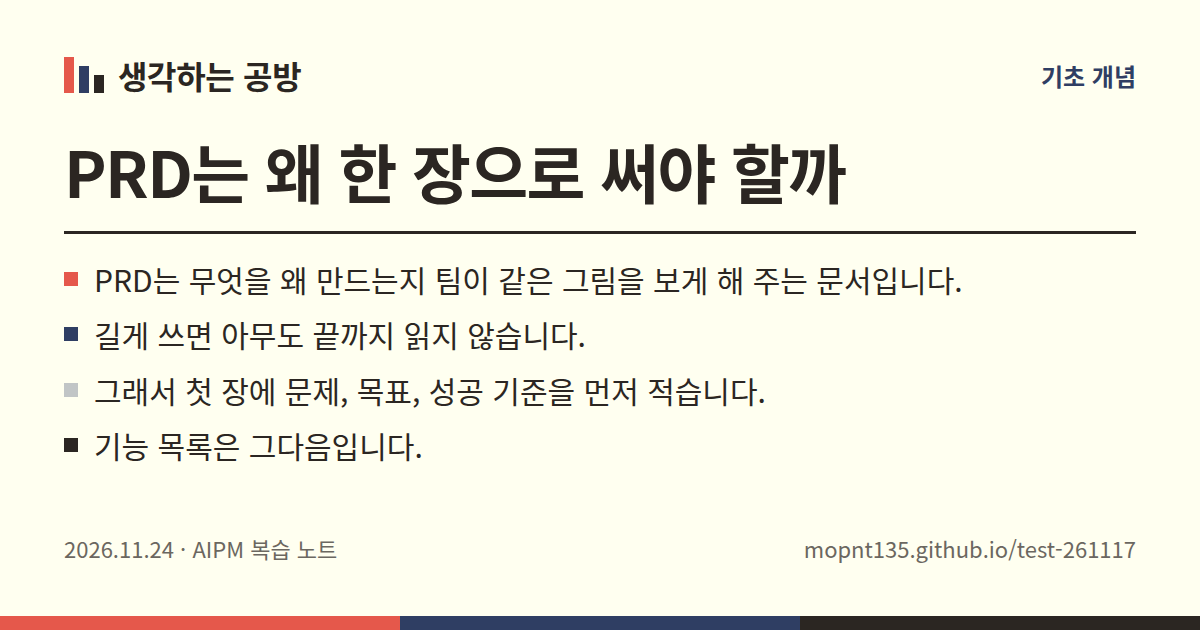 생각하는 공방
기초 개념
PRD는 왜 한 장으로 써야 할까
PRD는 무엇을 왜 만드는지 팀이 같은 그림을 보게 해 주는 문서입니다.
길게 쓰면 아무도 끝까지 읽지 않습니다.
그래서 첫 장에 문제, 목표, 성공 기준을 먼저 적습니다.
기능 목록은 그다음입니다.
2026.11.24 · AIPM 복습 노트
mopnt135.github.io/test-261117